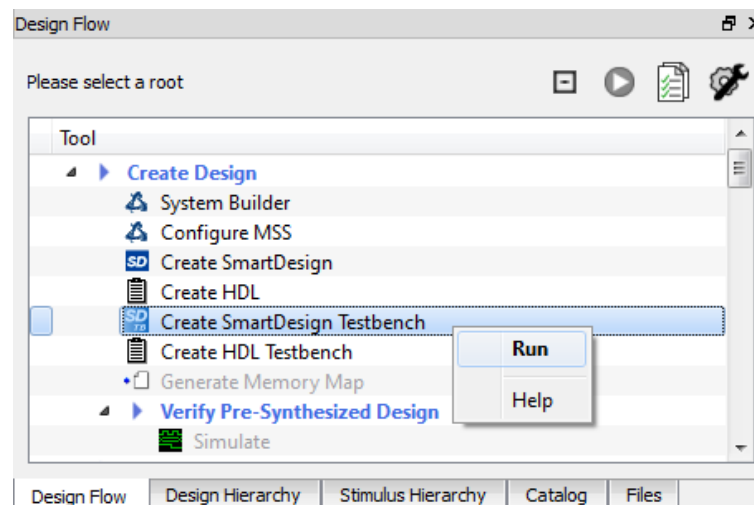 Design Flow
Please select a root
Tool
Create Design
System Builder
Configure MSS
SD Create SmartDesign
Create HDL
SD TB Create SmartDesign Testbench
Run
Create HDL Testbench
Generate Memory Map
Help
Verify Pre-Synthesized Design
Simulate
Design Flow Design Hierarchy Stimulus Hierarchy Catalog Files